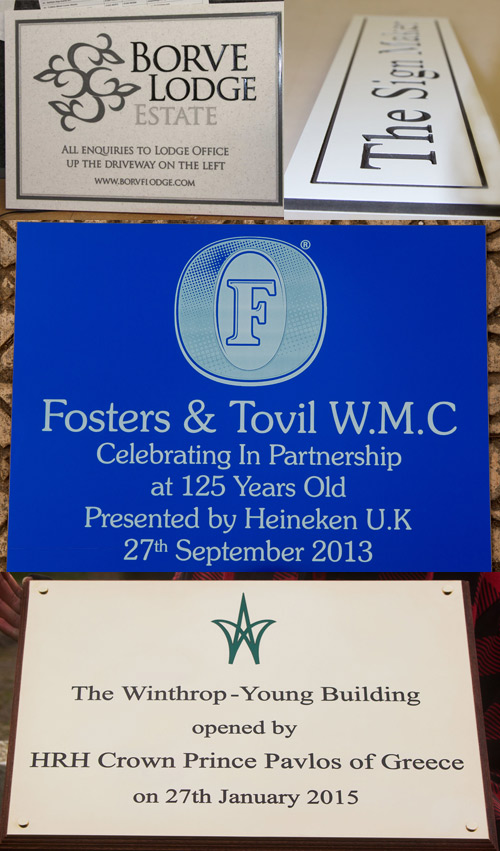 BORVE
LODGE
ESTATE
ALL ENQUIRIES TO LODGE OFFICE
UP THE DRIVEWAY ON THE LEFT
WWW.BORVELODGE.COM
The Sign Maker
F
®
Fosters & Tovil W.M.C
Celebrating In Partnership
at 125 Years Old
Presented by Heineken U.K
27th September 2013
The Winthrop-Young Building
opened by
HRH Crown Prince Pavlos of Greece
on 27th January 2015